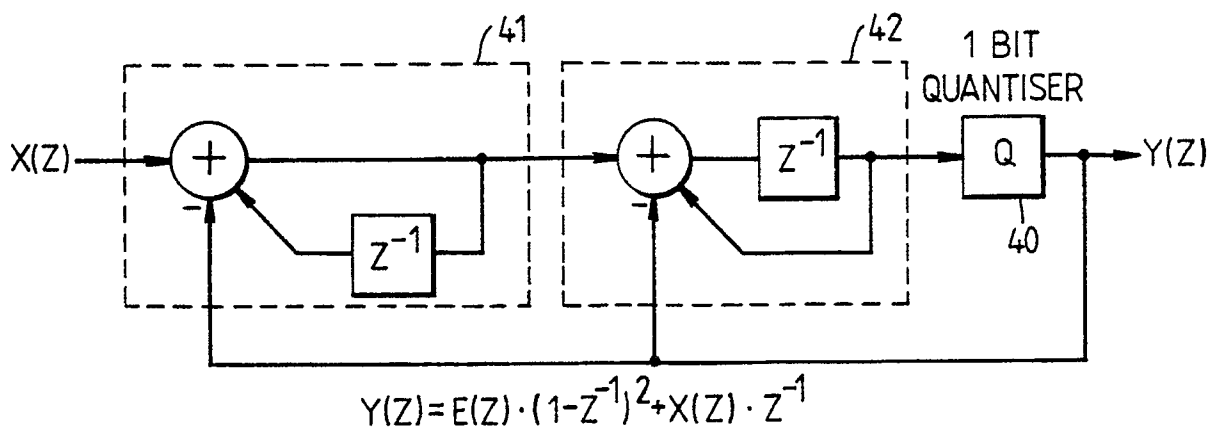 41
42
1 BIT
QUANTISER
X(Z)
+
-
Z⁻¹
+
-
Z⁻¹
Q
40
Y(Z)
Y(Z)=E(Z)·(1-Z⁻¹)²+X(Z)·Z⁻¹